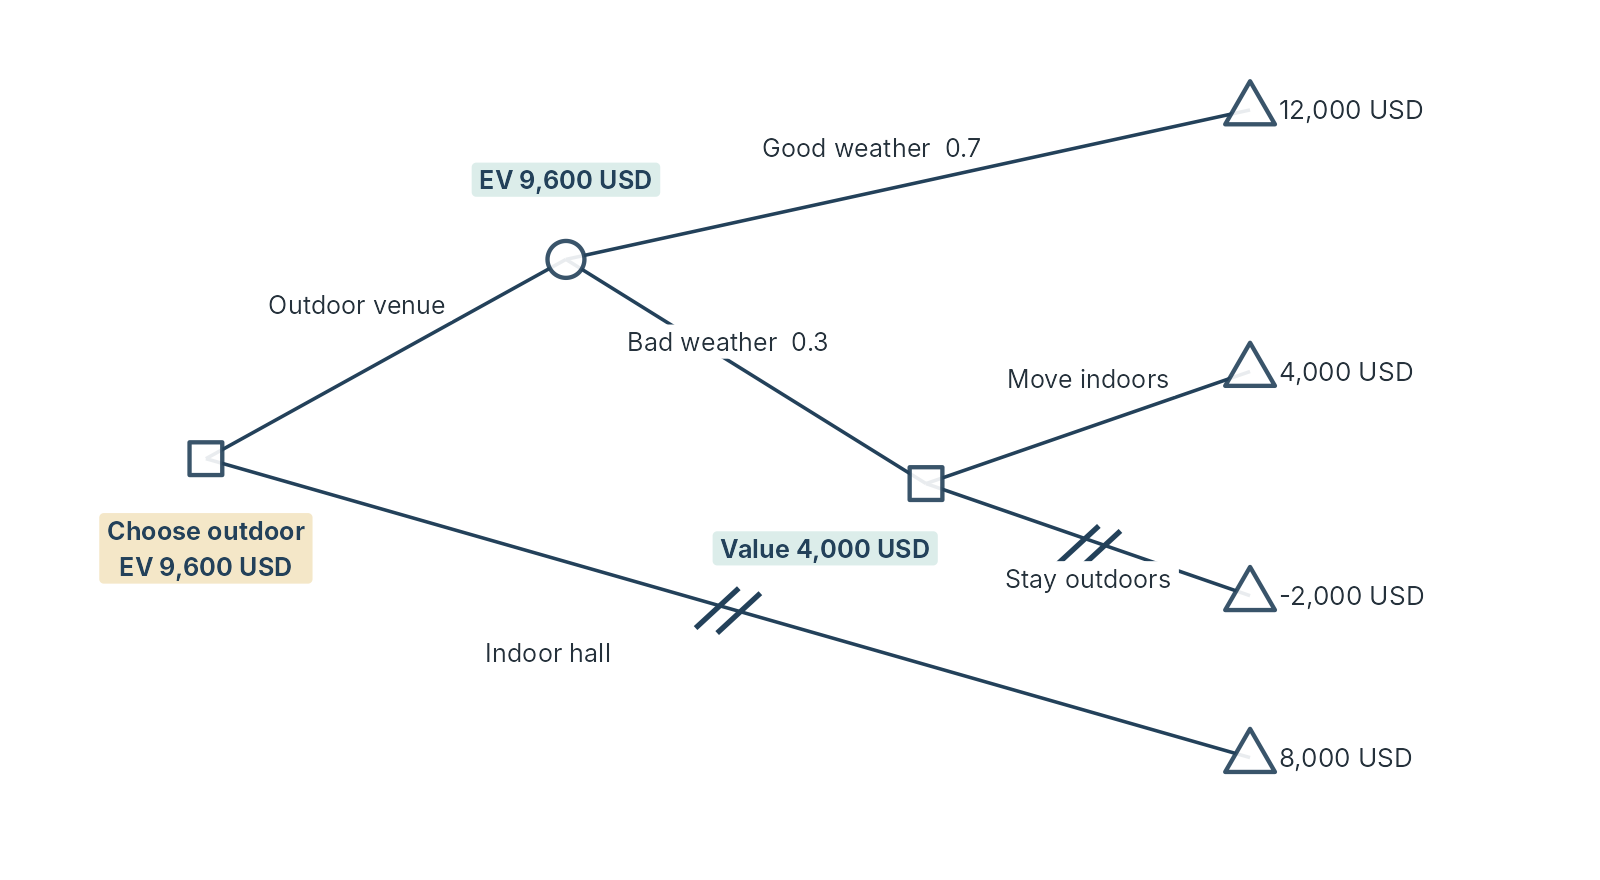 12,000 USD
Good weather 0.7
EV 9,600 USD
Outdoor venue
Bad weather 0.3
Move indoors
4,000 USD
Choose outdoor
EV 9,600 USD
Value 4,000 USD
Stay outdoors
-2,000 USD
Indoor hall
8,000 USD